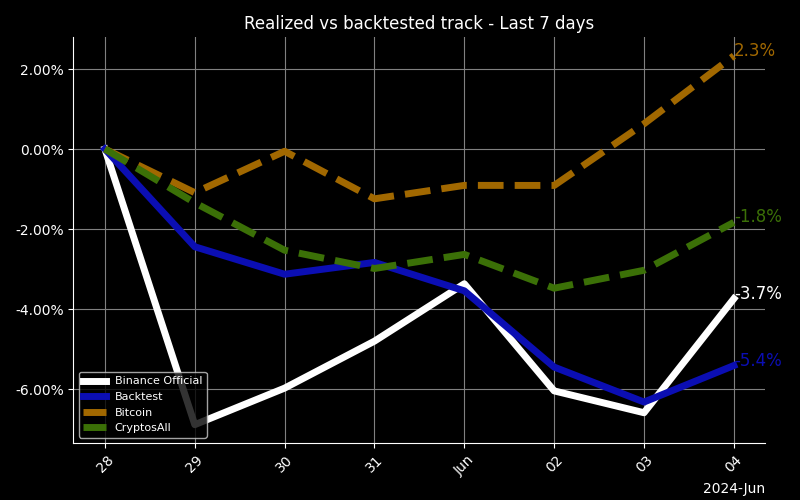 Realized vs backtested track - Last 7 days
2.00%
0.00%
-2.00%
-4.00%
-6.00%
2.3%
-1.8%
-3.7%
-5.4%
Binance Official
Backtest
Bitcoin
CryptosAll
28
29
30
31
Jun
02
03
04
2024-Jun